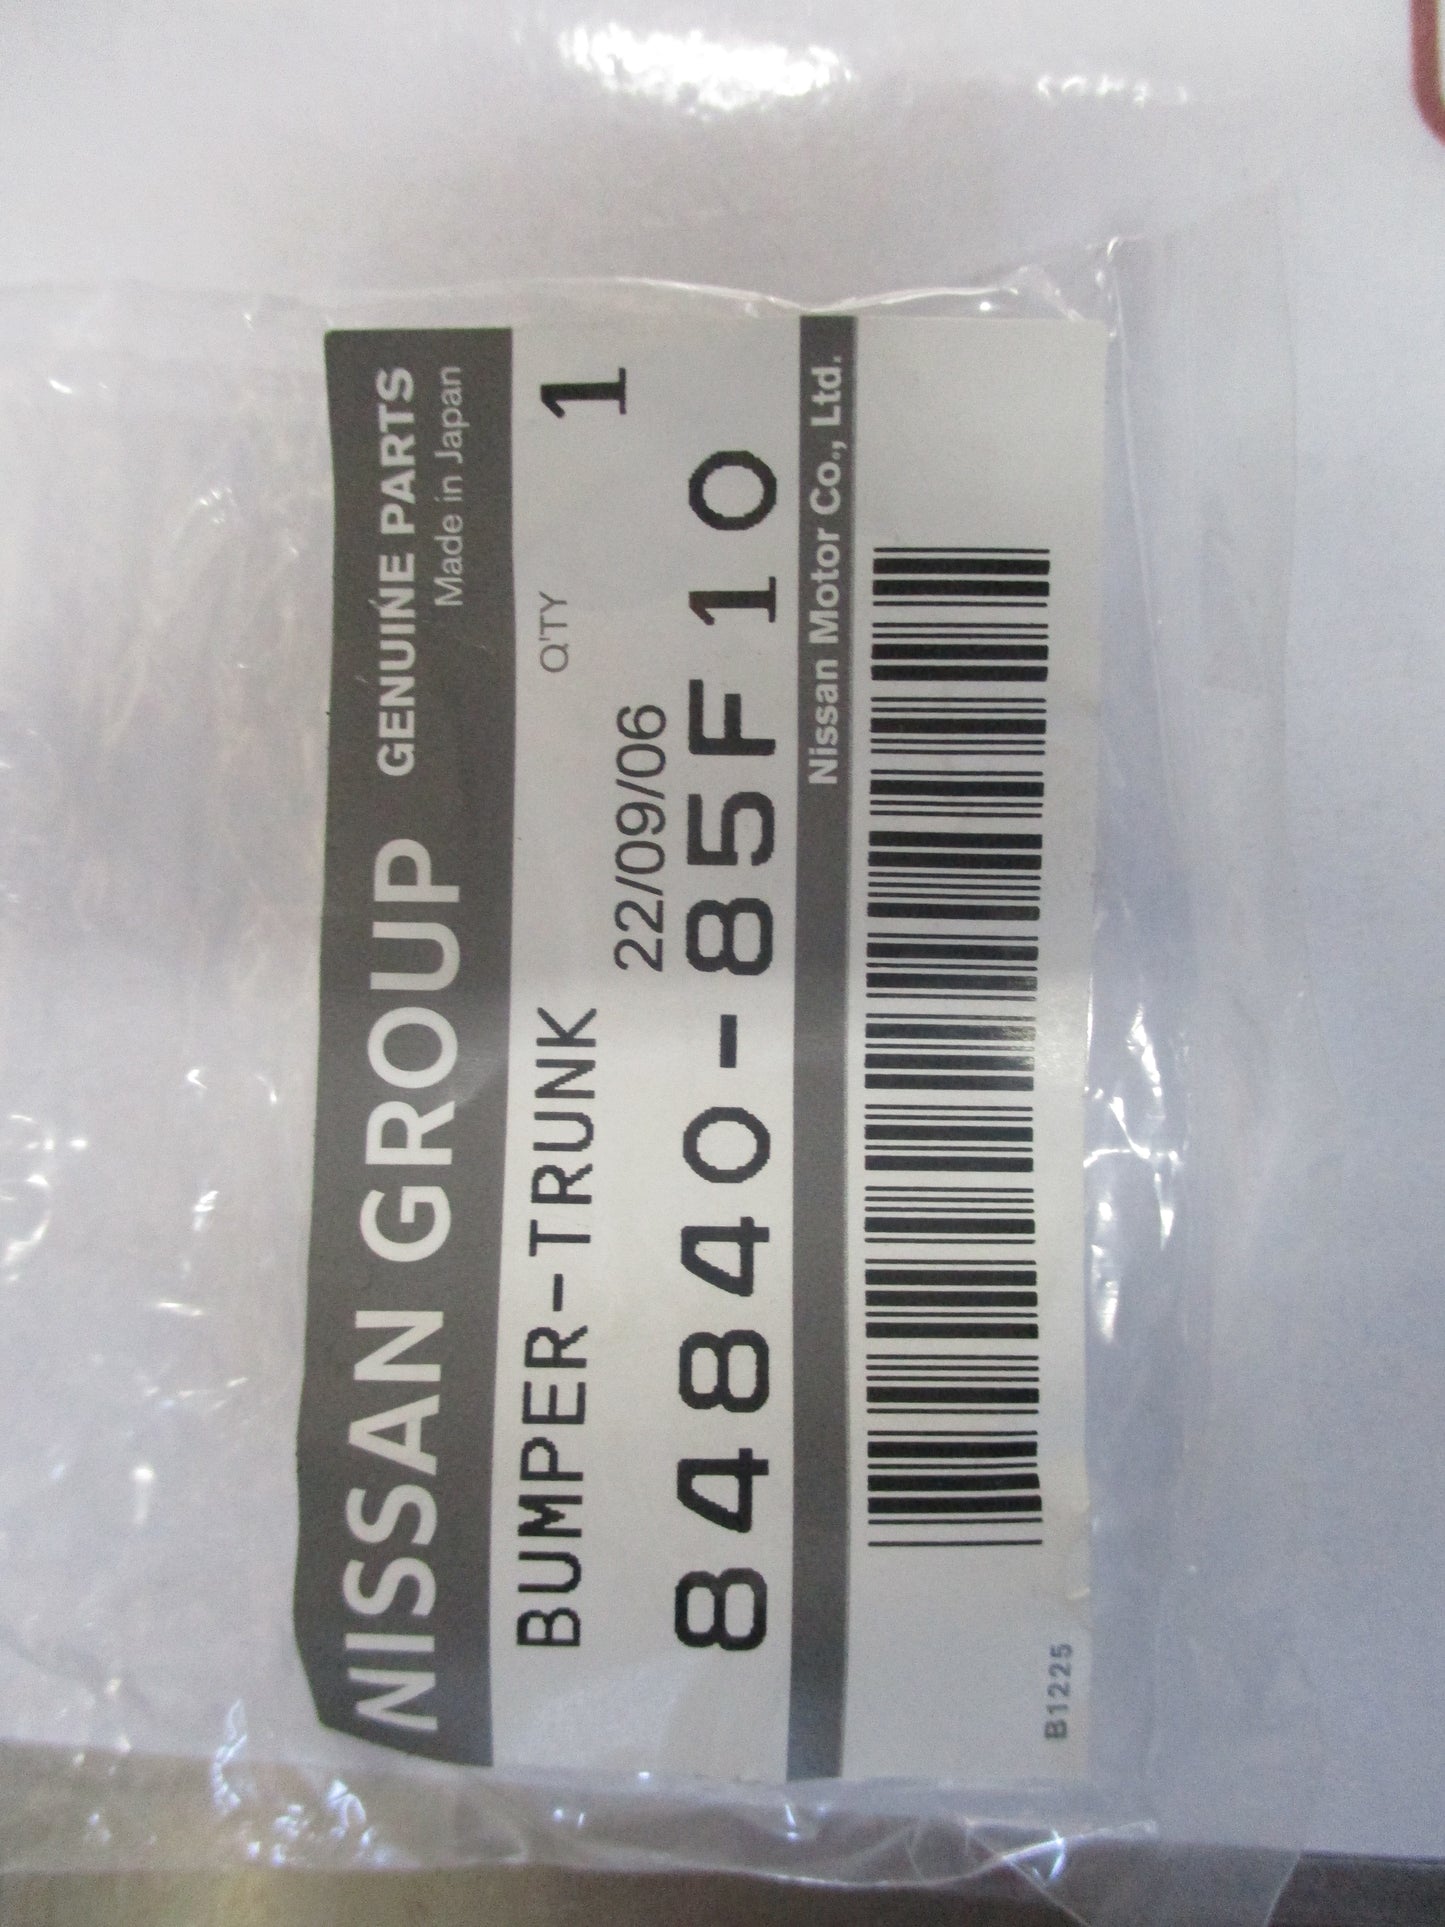 NISSAN GROUP GENUINE PARTS
Made in Japan
BUMPER-TRUNK Q'TY 1
22/09/06
84840-85F10
Nissan Motor Co., Ltd.
B1225